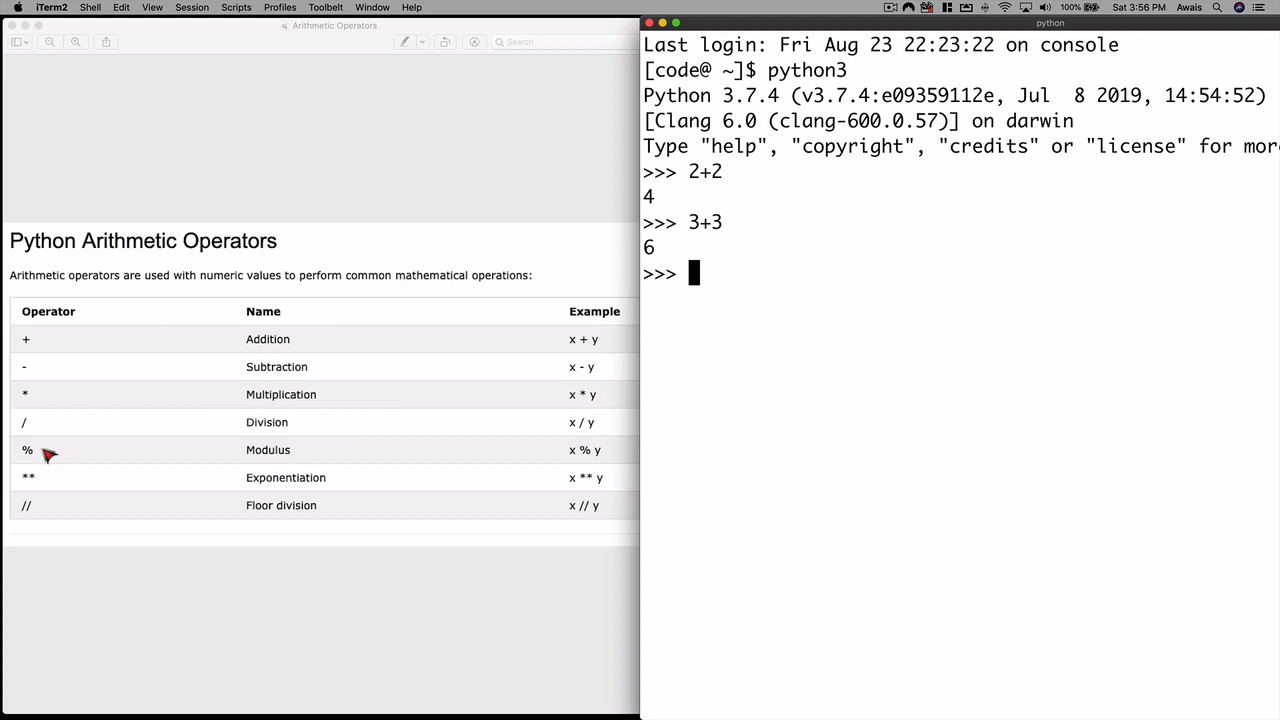 iTerm2 Shell Edit View Session Scripts Profiles Toolbelt Window Help 100% Sat 3:56 PM Awais
Arithmetic Operators
Search
Python Arithmetic Operators
Arithmetic operators are used with numeric values to perform common mathematical operations:
Operator Name Example
+ Addition x + y
- Subtraction x - y
* Multiplication x * y
/ Division x / y
% Modulus x % y
** Exponentiation x ** y
// Floor division x // y
python
Last login: Fri Aug 23 22:23:22 on console
[code@ ~]$ python3
Python 3.7.4 (v3.7.4:e09359112e, Jul  8 2019, 14:54:52)
[Clang 6.0 (clang-600.0.57)] on darwin
Type "help", "copyright", "credits" or "license" for mor
>>> 2+2
4
>>> 3+3
6
>>>